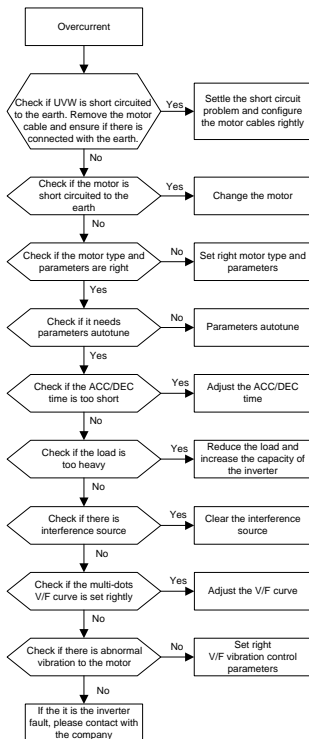 Overcurrent
Check if UVW is short circuited
to the earth. Remove the motor
cable and ensure if there is
connected with the earth.
Yes
Settle the short circuit
problem and configure
the motor cables rightly
No
Check if the motor is
short circuited to the
earth
Yes
Change the motor
No
Check if the motor type and
parameters are right
No
Set right motor type and
parameters
Yes
Check if it needs
parameters autotune
No
Parameters autotune
Yes
Check if the ACC/DEC
time is too short
Yes
Adjust the ACC/DEC
time
No
Check if the load is
too heavy
Yes
Reduce the load and
increase the capacity of
the inverter
No
Check if there is
interference source
Yes
Clear the interference
source
No
Check if the multi-dots
V/F curve is set rightly
Yes
Adjust the V/F curve
No
Check if there is abnormal
vibration to the motor
No
Set right
V/F vibration control
parameters
No
If the it is the inverter
fault, please contact with
the company